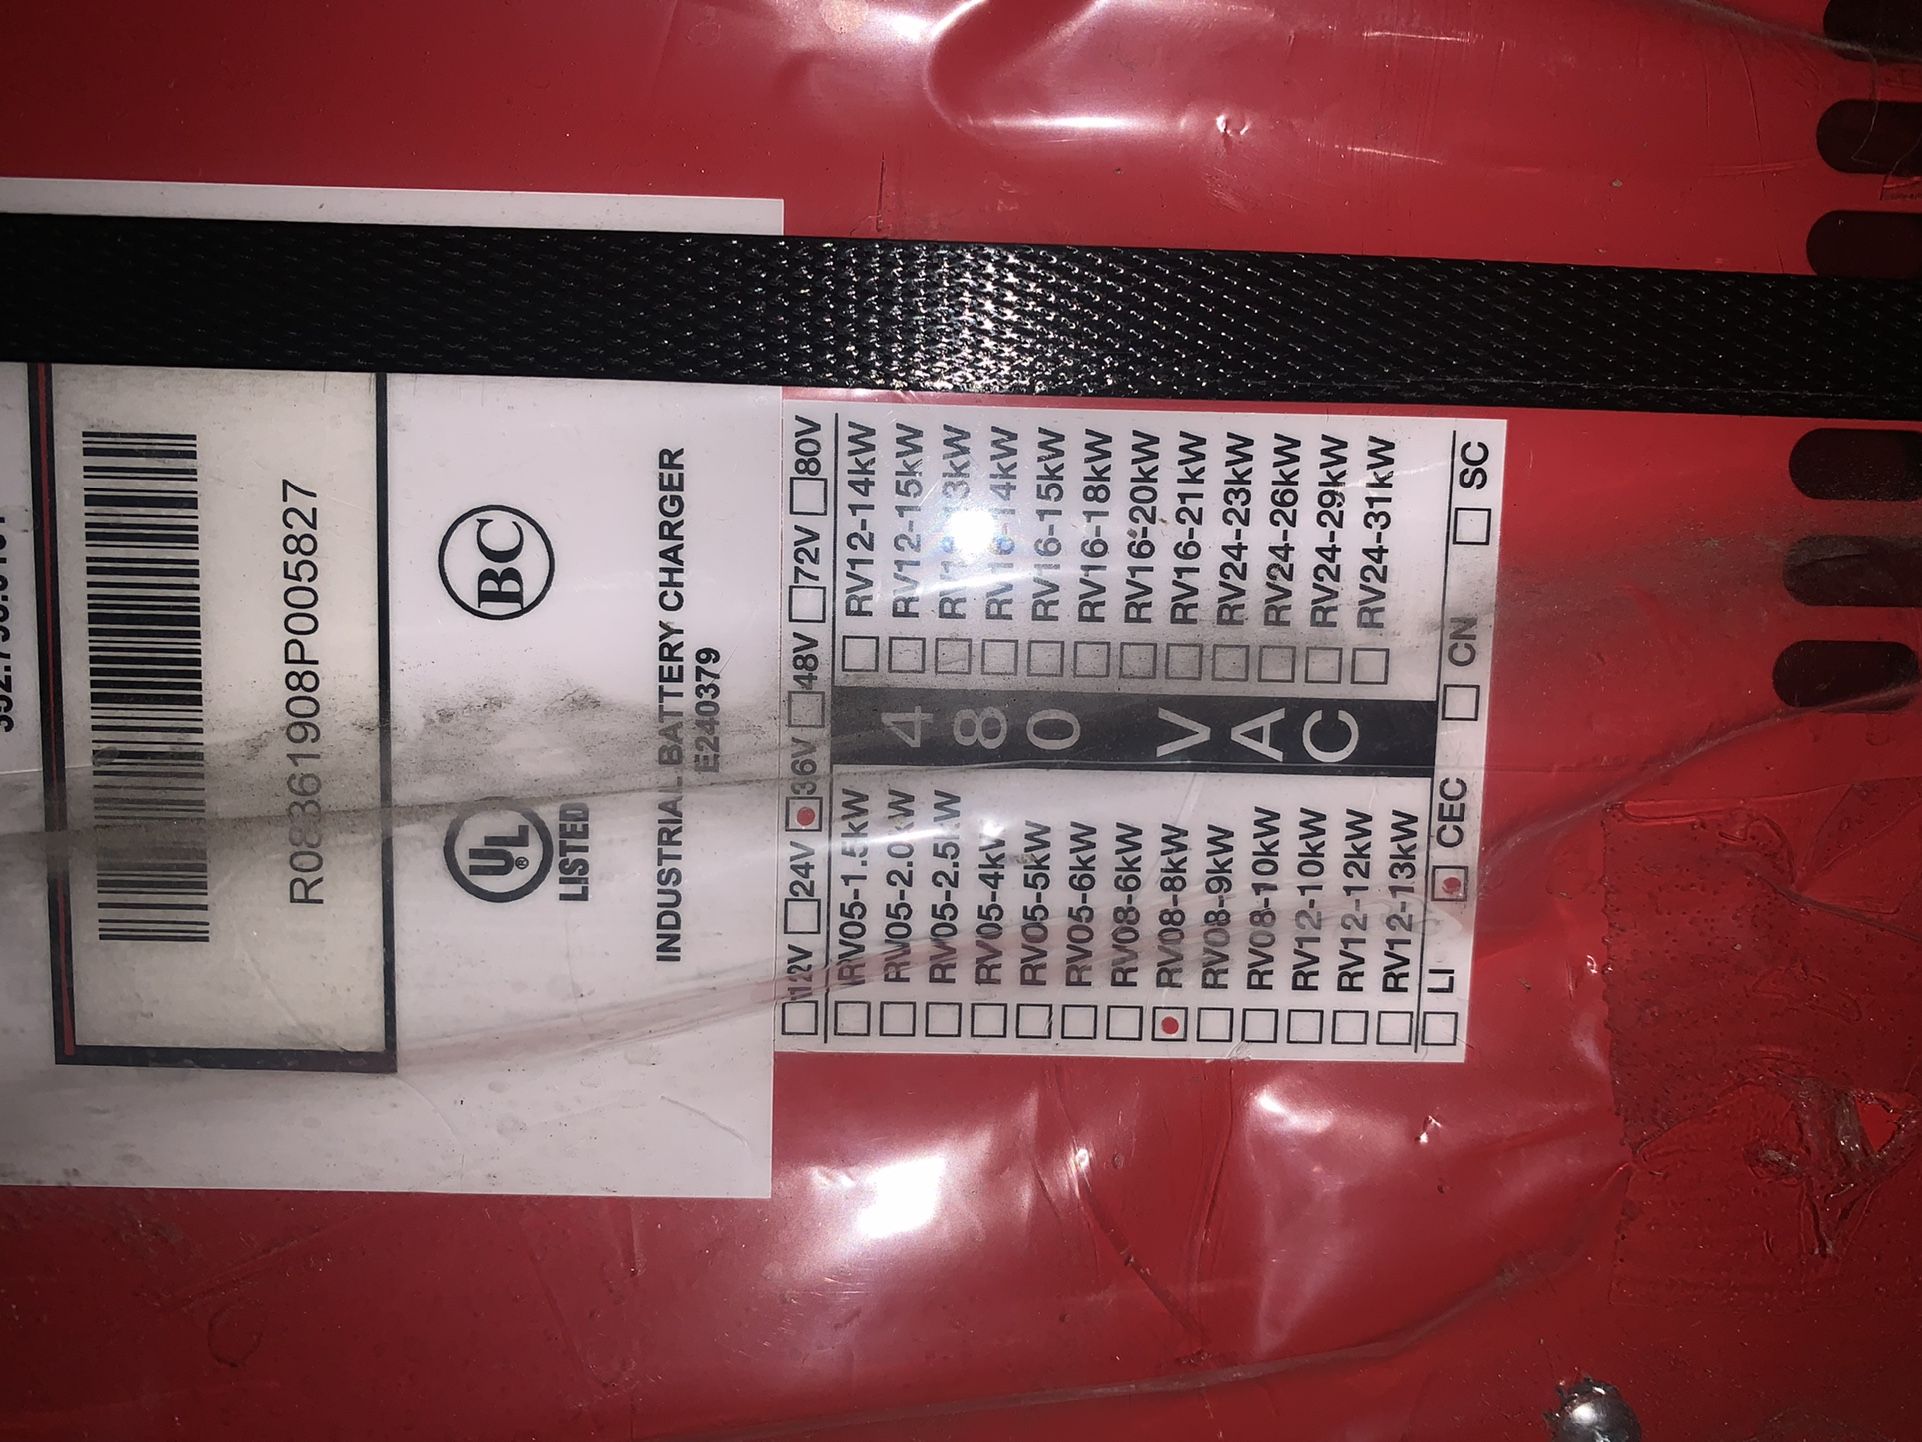 R08361908P005827
UL
®
LISTED
BC
INDUSTRIAL BATTERY CHARGER
E240379
12V 24V 36V 48V 72V 80V
RV05-1.5kW
RV05-2.0kW
RV05-2.5kW
RV05-4kW
RV05-5kW
RV05-6kW
RV08-6kW
RV08-8kW
RV08-9kW
RV08-10kW
RV12-10kW
RV12-12kW
RV12-13kW
480 VAC
RV12-14kW
RV12-15kW
RV16-14kW
RV16-15kW
RV16-18kW
RV16-20kW
RV16-21kW
RV24-23kW
RV24-26kW
RV24-29kW
RV24-31kW
LI CEC CN SC